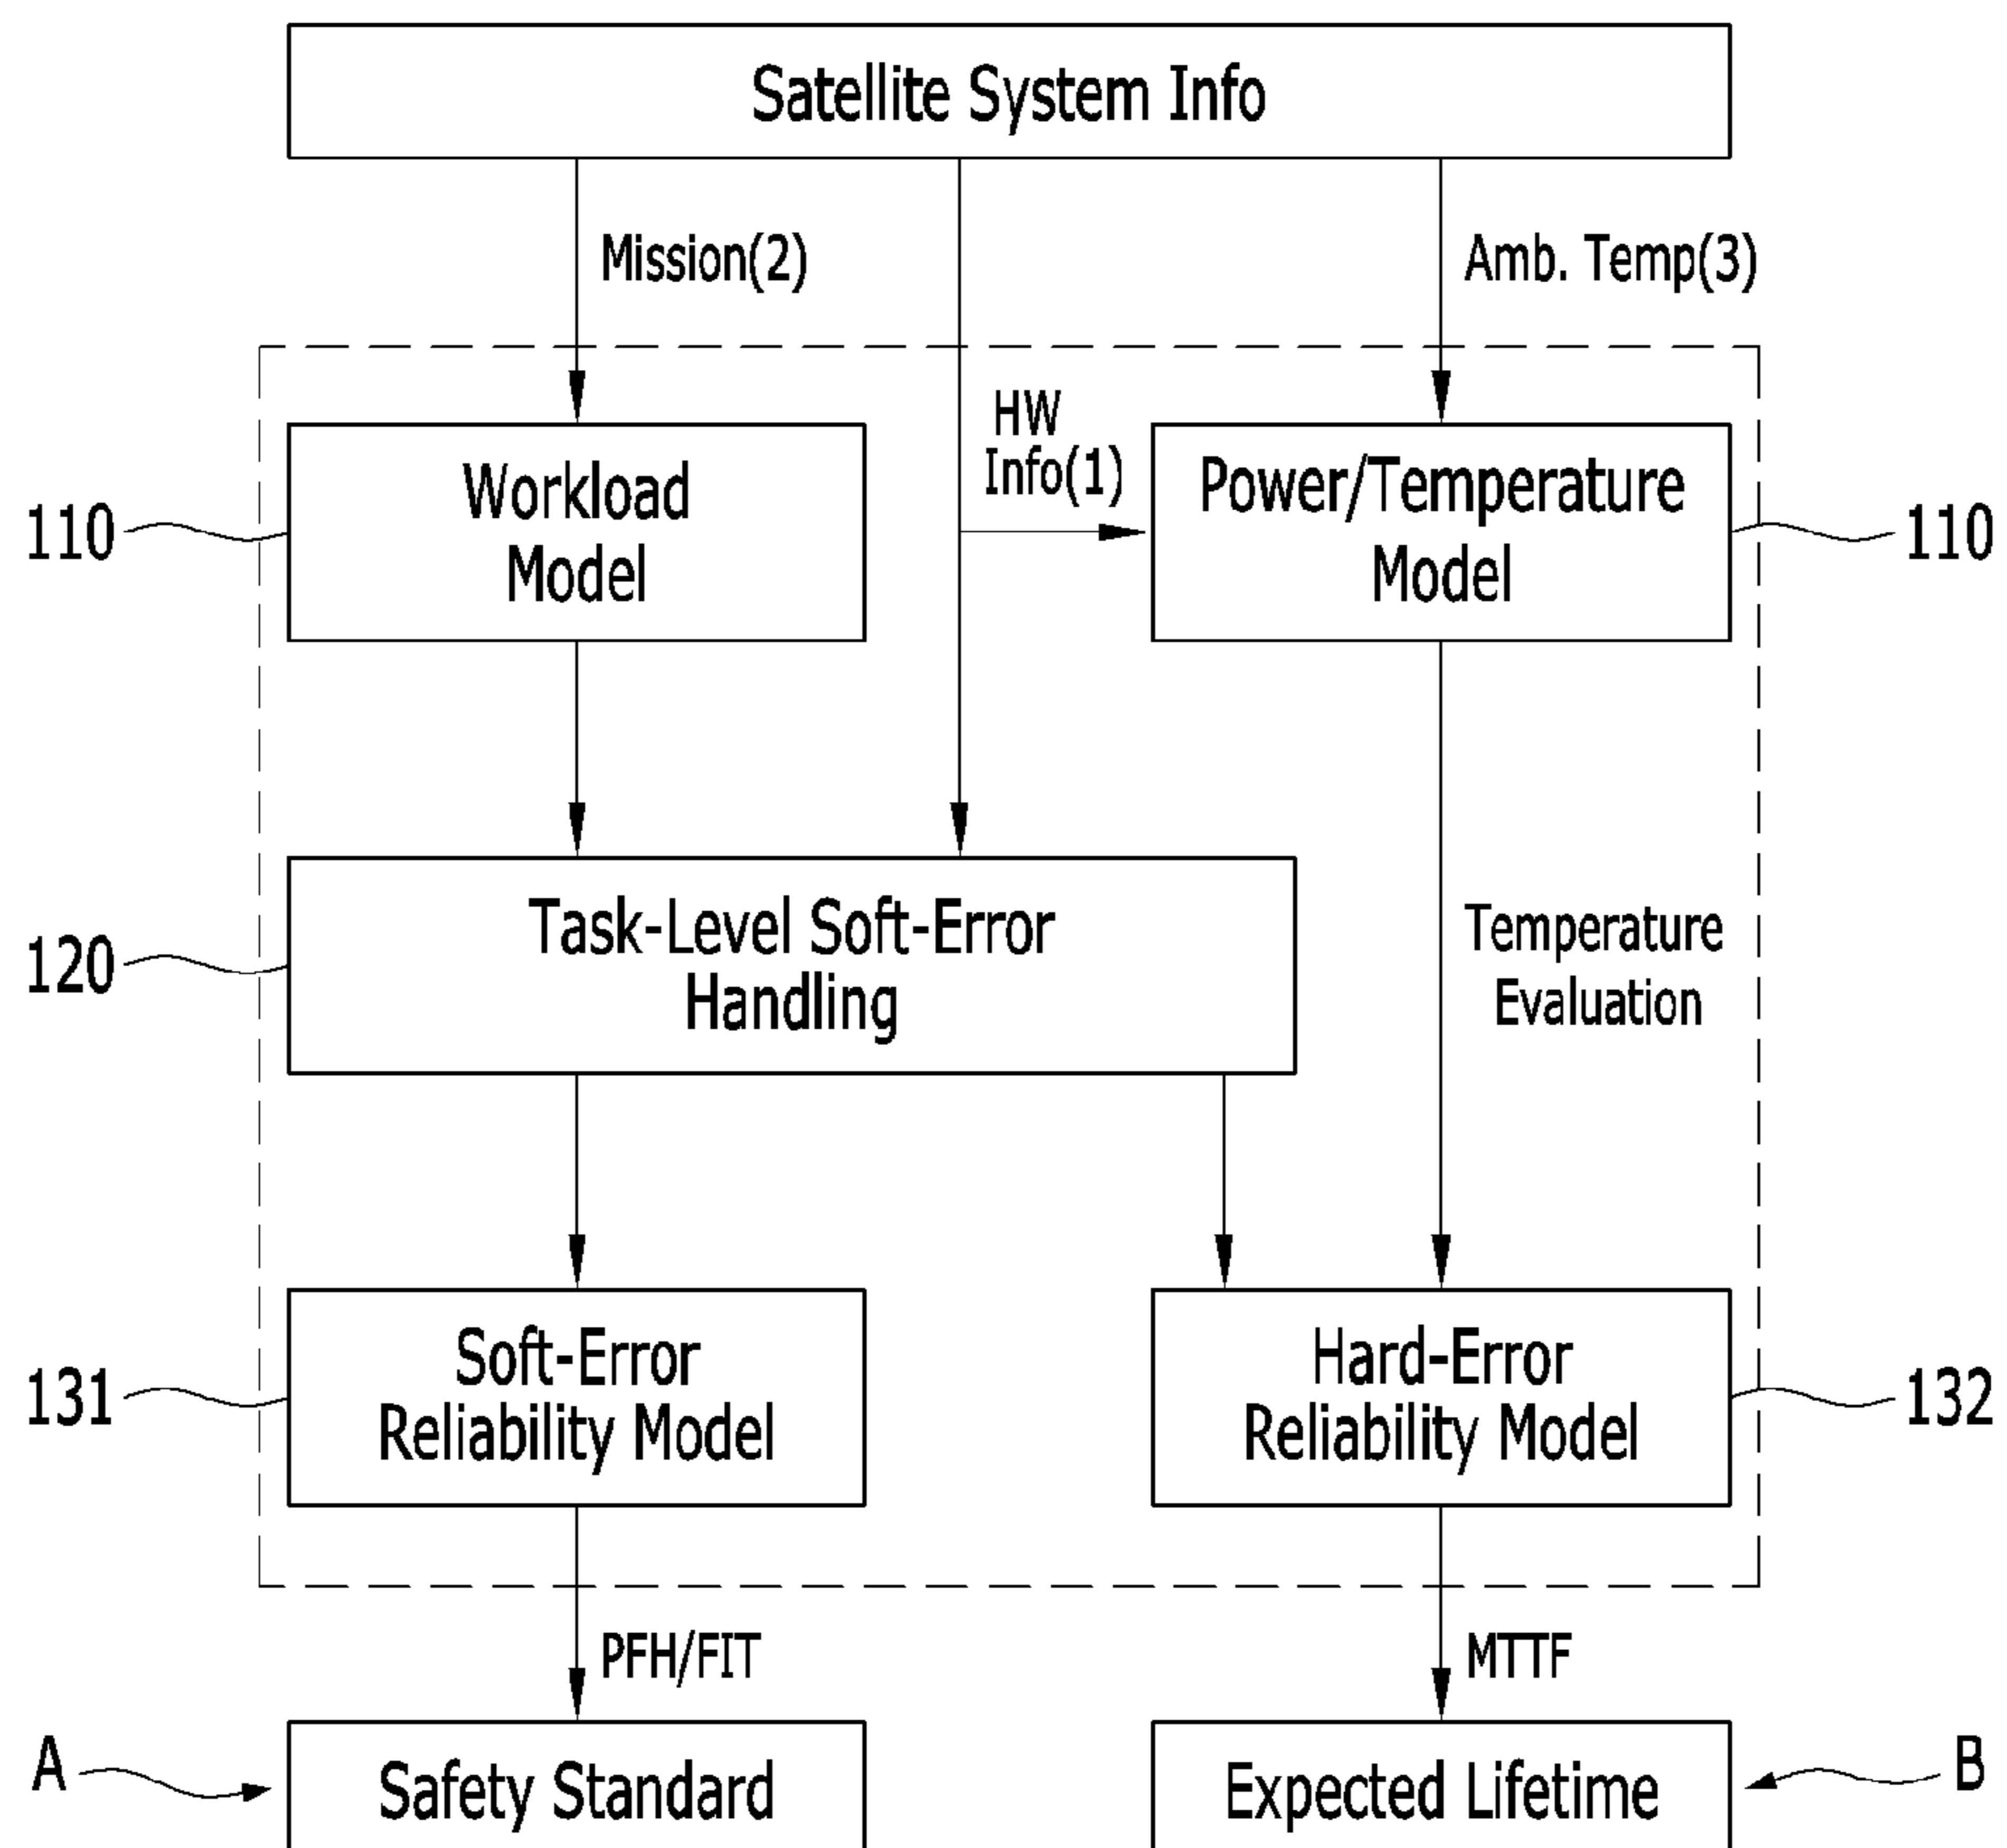 Satellite System Info
Mission(2)
Amb. Temp(3)
HW
Info(1)
110
Workload
Model
Power/Temperature
Model
110
120
Task-Level Soft-Error
Handling
Temperature
Evaluation
131
Soft-Error
Reliability Model
Hard-Error
Reliability Model
132
PFH/FIT
MTTF
A
Safety Standard
Expected Lifetime
B